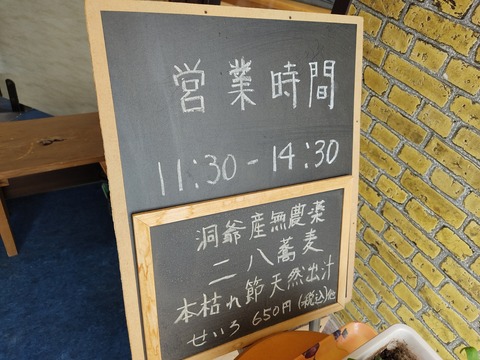 営業時間
11:30-14:30
洞爺産無農薬
二八蕎麦
本枯れ節天然出汁
せいろ 650円(税込)他